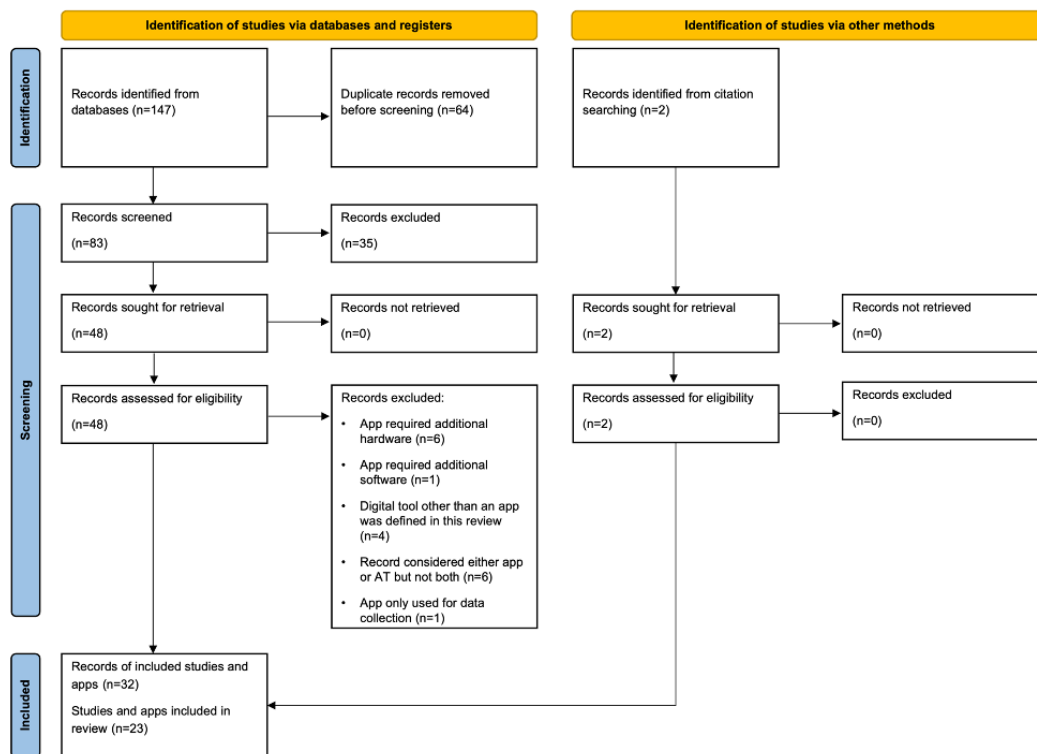 Identification of studies via databases and registers
Identification of studies via other methods
Identification
Records identified from
databases (n=147)
Duplicate records removed
before screening (n=64)
Records identified from citation
searching (n=2)
Screening
Records screened
(n=83)
Records excluded
(n=35)
Records sought for retrieval
(n=48)
Records not retrieved
(n=0)
Records sought for retrieval
(n=2)
Records not retrieved
(n=0)
Records assessed for eligibility
(n=48)
Records excluded:
• App required additional
hardware (n=6)
• App required additional
software (n=1)
• Digital tool other than an app
was defined in this review
(n=4)
• Record considered either app
or AT but not both (n=6)
• App only used for data
collection (n=1)
Records assessed for eligibility
(n=2)
Records excluded
(n=0)
Included
Records of included studies and
apps (n=32)
Studies and apps included in
review (n=23)